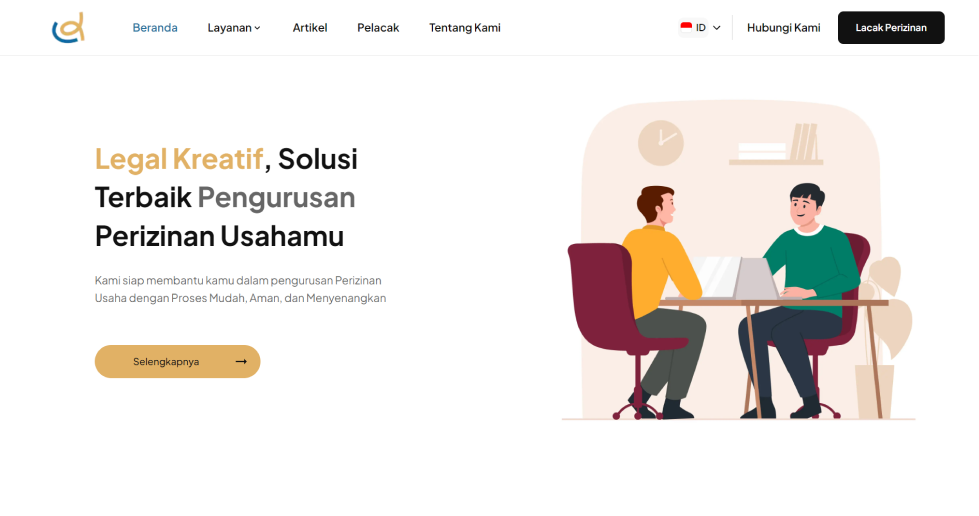 Beranda
Layanan
Artikel
Pelacak
Tentang Kami
ID
Hubungi Kami
Lacak Perizinan
Legal Kreatif, Solusi
Terbaik Pengurusan
Perizinan Usahamu
Kami siap membantu kamu dalam pengurusan Perizinan
Usaha dengan Proses Mudah, Aman, dan Menyenangkan
Selengkapnya